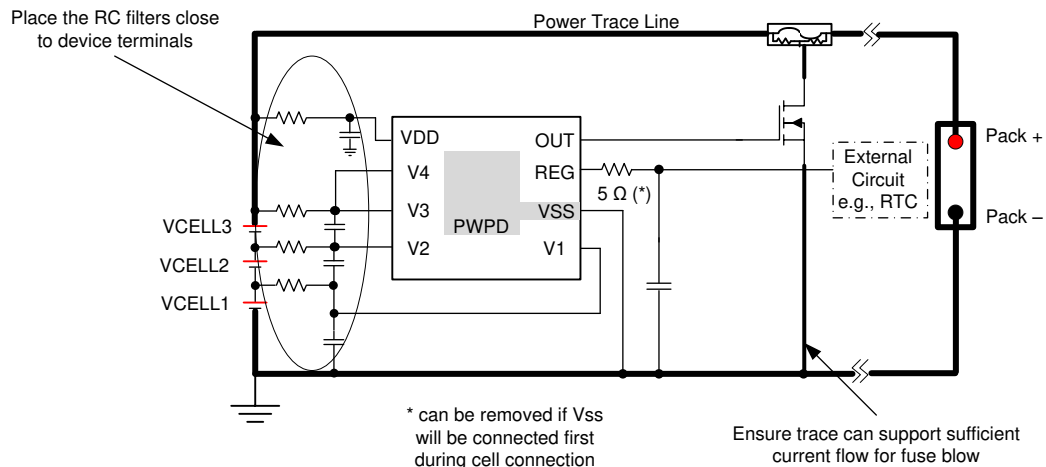 Place the RC filters close
to device terminals
Power Trace Line
VDD
OUT
V4
REG
5 Ω (*)
V3
VSS
PWPD
V2
V1
VCELL3
VCELL2
VCELL1
External
Circuit
e.g., RTC
Pack +
Pack –
* can be removed if Vss
will be connected first
during cell connection
Ensure trace can support sufficient
current flow for fuse blow